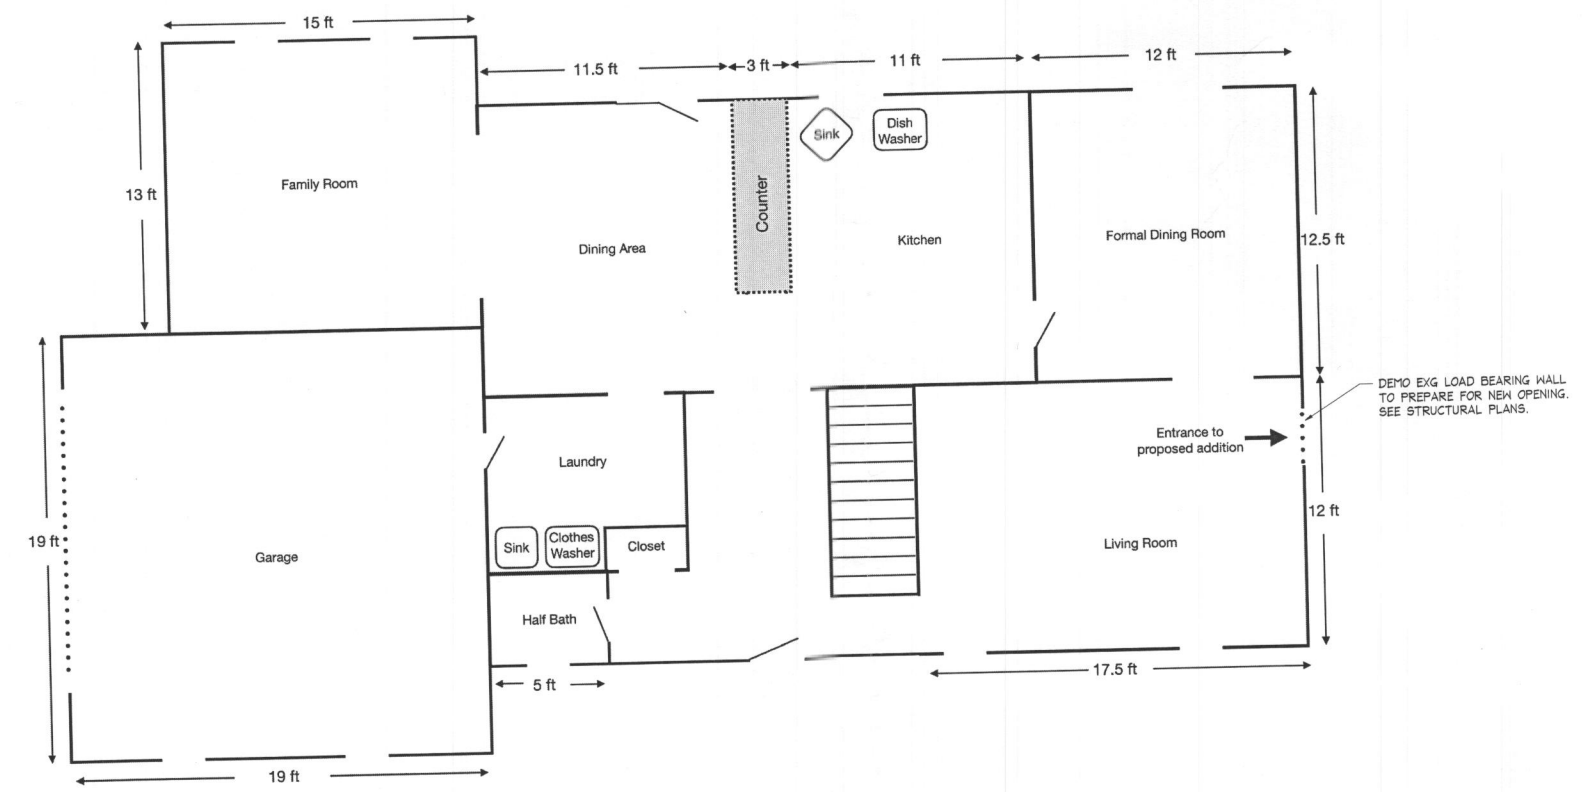 15 ft
11.5 ft
3 ft
11 ft
12 ft
Sink
Dish
Washer
Family Room
13 ft
Counter
Dining Area
Kitchen
Formal Dining Room
12.5 ft
DEMO EXG LOAD BEARING WALL
TO PREPARE FOR NEW OPENING.
SEE STRUCTURAL PLANS.
Entrance to
proposed addition
Laundry
19 ft
Garage
Sink
Clothes
Washer
Closet
Living Room
12 ft
Half Bath
5 ft
17.5 ft
19 ft